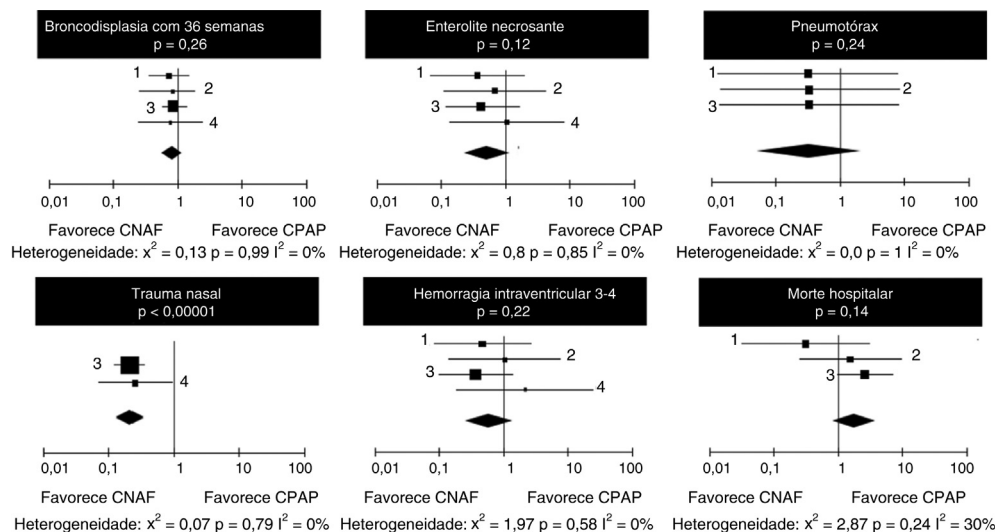 Broncodisplasia com 36 semanas
p = 0,26
1
2
3
4
0,01 0,1 1 10 100
Favorece CNAF Favorece CPAP
Heterogeneidade: x² = 0,13 p = 0,99 I² = 0%
Enterolite necrosante
p = 0,12
1
2
3
4
0,01 0,1 1 10 100
Favorece CNAF Favorece CPAP
Heterogeneidade: x² = 0,8 p = 0,85 I² = 0%
Pneumotórax
p = 0,24
1
2
3
0,01 0,1 1 10 100
Favorece CNAF Favorece CPAP
Heterogeneidade: x² = 0,0 p = 1 I² = 0%
Trauma nasal
p < 0,00001
3
4
0,01 0,1 1 10 100
Favorece CNAF Favorece CPAP
Heterogeneidade: x² = 0,07 p = 0,79 I² = 0%
Hemorragia intraventricular 3-4
p = 0,22
1
2
3
4
0,01 0,1 1 10 100
Favorece CNAF Favorece CPAP
Heterogeneidade: x² = 1,97 p = 0,58 I² = 0%
Morte hospitalar
p = 0,14
1
2
3
0,01 0,1 1 10 100
Favorece CNAF Favorece CPAP
Heterogeneidade: x² = 2,87 p = 0,24 I² = 30%